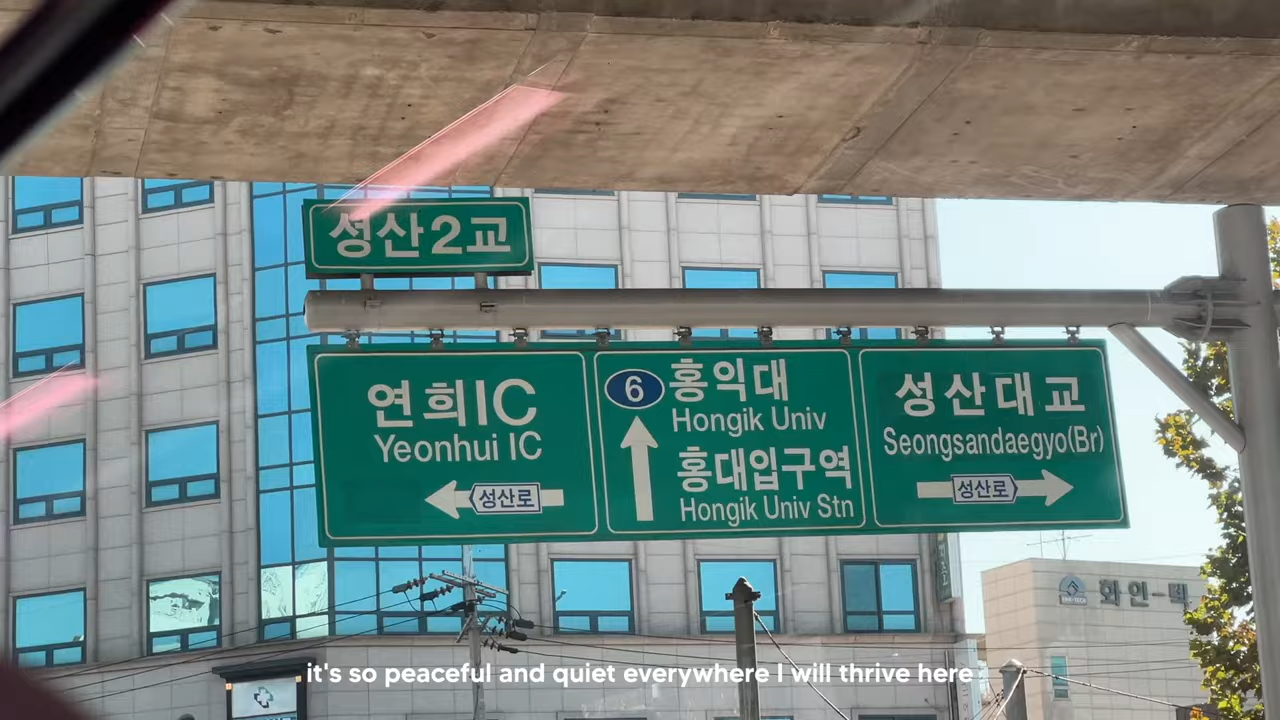 성산2교
연희IC
Yeonhui IC
성산로
6
홍익대
Hongik Univ
홍대입구역
Hongik Univ Stn
성산대교
Seongsandaegyo(Br)
성산로
화인-텍
it's so peaceful and quiet everywhere I will thrive here